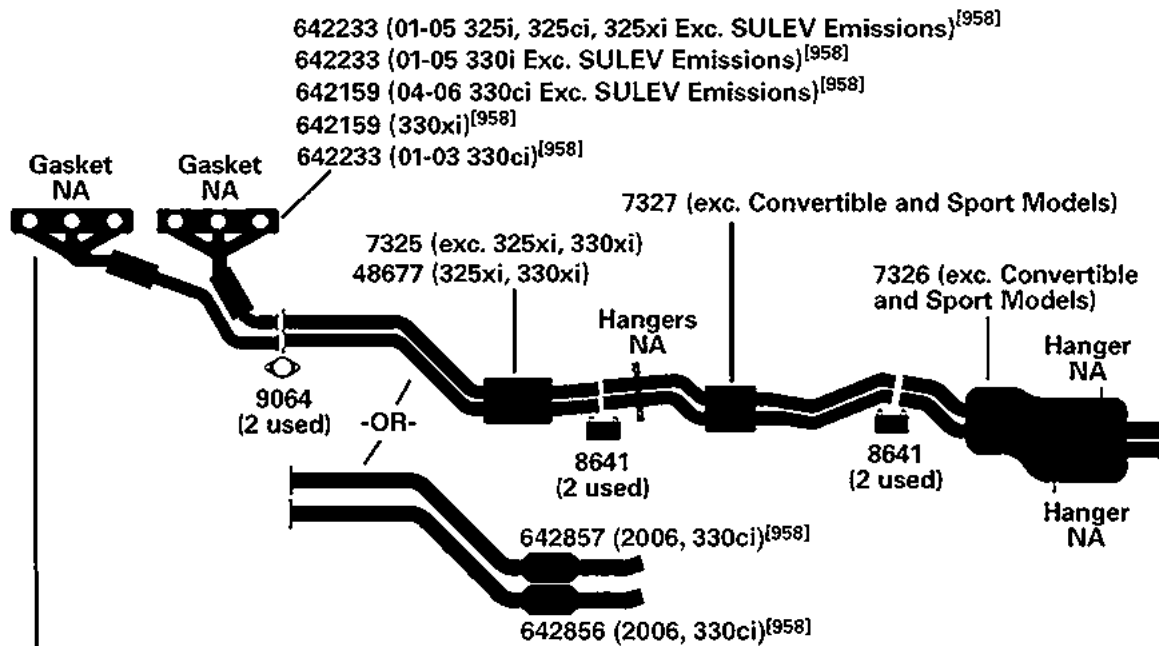 642233 (01-05 325i, 325ci, 325xi Exc. SULEV Emissions)[958]
642233 (01-05 330i Exc. SULEV Emissions)[958]
642159 (04-06 330ci Exc. SULEV Emissions)[958]
642159 (330xi)[958]
642233 (01-03 330ci)[958]
Gasket
NA
Gasket
NA
7327 (exc. Convertible and Sport Models)
7325 (exc. 325xi, 330xi)
48677 (325xi, 330xi)
7326 (exc. Convertible
and Sport Models)
Hangers
NA
Hanger
NA
9064
(2 used)
-OR-
8641
(2 used)
8641
(2 used)
Hanger
NA
642857 (2006, 330ci)[958]
642856 (2006, 330ci)[958]